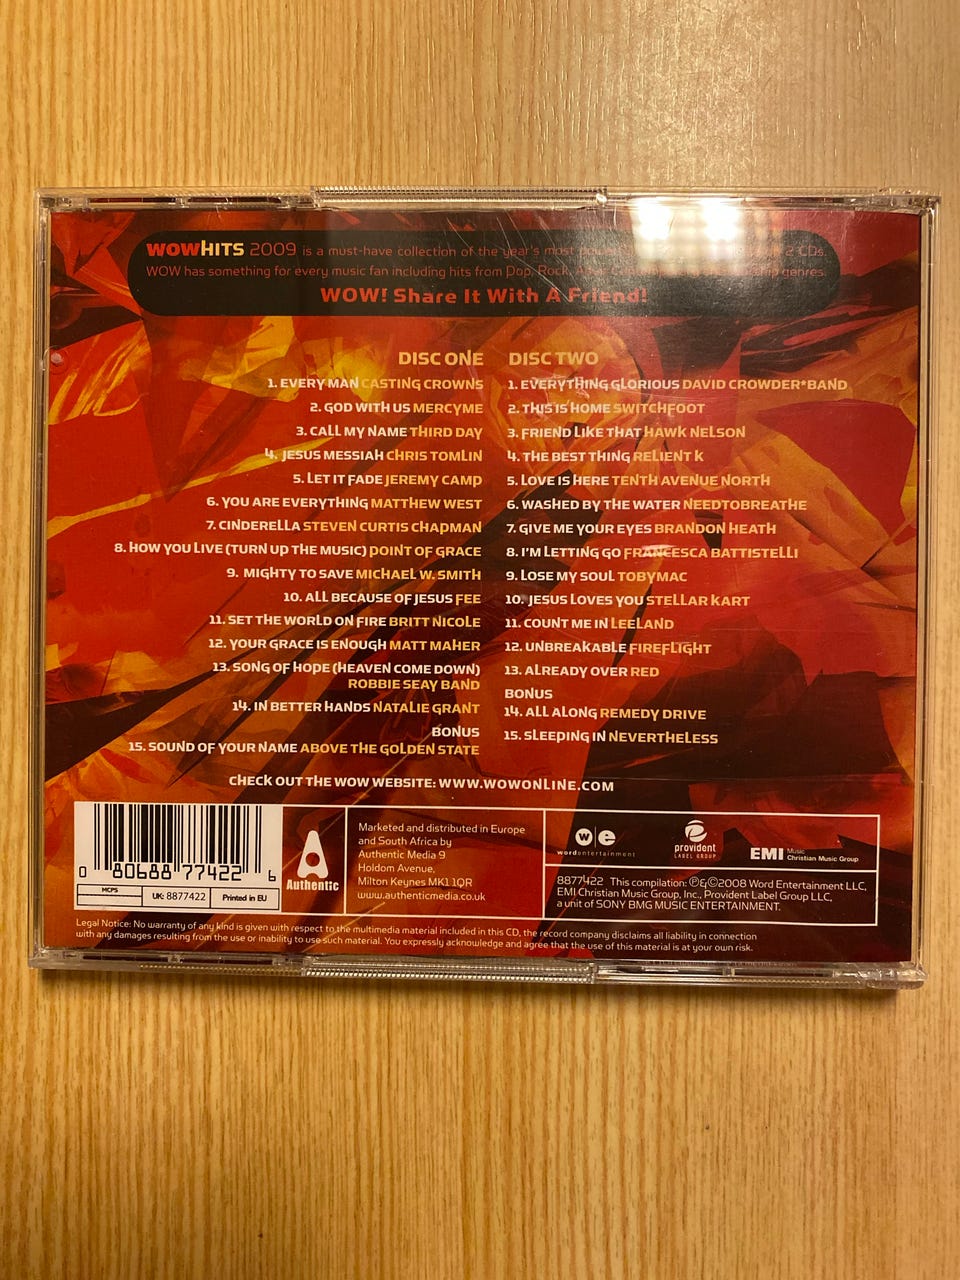 WOWHITS 2009 is a must-have collection of the year's most 2 CDs.
WOW has something for every music fan including hits from Pop, Rock, genres.
WOW! Share It With A Friend!
DISC ONE
1. EVERY MAN CASTING CROWNS
2. GOD WITH US MERCYME
3. CALL MY NAME THIRD DAY
4. JESUS MESSIAH CHRIS TOMLIN
5. LET IT FADE JEREMY CAMP
6. YOU ARE EVERYTHING MATTHEW WEST
7. CINDERELLA STEVEN CURTIS CHAPMAN
8. HOW YOU LIVE (TURN UP THE MUSIC) POINT OF GRACE
9. MIGHTY TO SAVE MICHAEL W. SMITH
10. ALL BECAUSE OF JESUS FEE
11. SET THE WORLD ON FIRE BRITT NICOLE
12. YOUR GRACE IS ENOUGH MATT MAHER
13. SONG OF HOPE (HEAVEN COME DOWN)
ROBBIE SEAY BAND
14. IN BETTER HANDS NATALIE GRANT
BONUS
15. SOUND OF YOUR NAME ABOVE THE GOLDEN STATE
DISC TWO
1. EVERYTHING GLORIOUS DAVID CROWDER*BAND
2. THIS IS HOME SWITCHFOOT
3. FRIEND LIKE THAT HAWK NELSON
4. THE BEST THING RELIENT K
5. LOVE IS HERE TENTH AVENUE NORTH
6. WASHED BY THE WATER NEEDTOBREATHE
7. GIVE ME YOUR EYES BRANDON HEATH
8. I'M LETTING GO FRANCESCA BATTISTELLI
9. LOSE MY SOUL TOBYMAC
10. JESUS LOVES YOU STELLAR KART
11. COUNT ME IN LEELAND
12. UNBREAKABLE FIREFLIGHT
13. ALREADY OVER RED
BONUS
14. ALL ALONG REMEDY DRIVE
15. SLEEPING IN NEVERTHELESS
CHECK OUT THE WOW WEBSITE: WWW.WOWONLINE.COM
0 80688 77422 6
MCPS
UK: 8877422
Printed in EU
Authentic
Marketed and distributed in Europe
and South Africa by
Authentic Media 9
Holdom Avenue,
Milton Keynes MK1 1QR
www.authenticmedia.co.uk
w e
wordentertainment
provident
LABEL GROUP
EMI Music
Christian Music Group
8877422 This compilation: ℗&©2008 Word Entertainment LLC,
EMI Christian Music Group, Inc., Provident Label Group LLC,
a unit of SONY BMG MUSIC ENTERTAINMENT.
Legal Notice: No warranty of any kind is given with respect to the multimedia material included in this CD, the record company disclaims all liability in connection
with any damages resulting from the use or inability to use such material. You expressly acknowledge and agree that the use of this material is at your own risk.